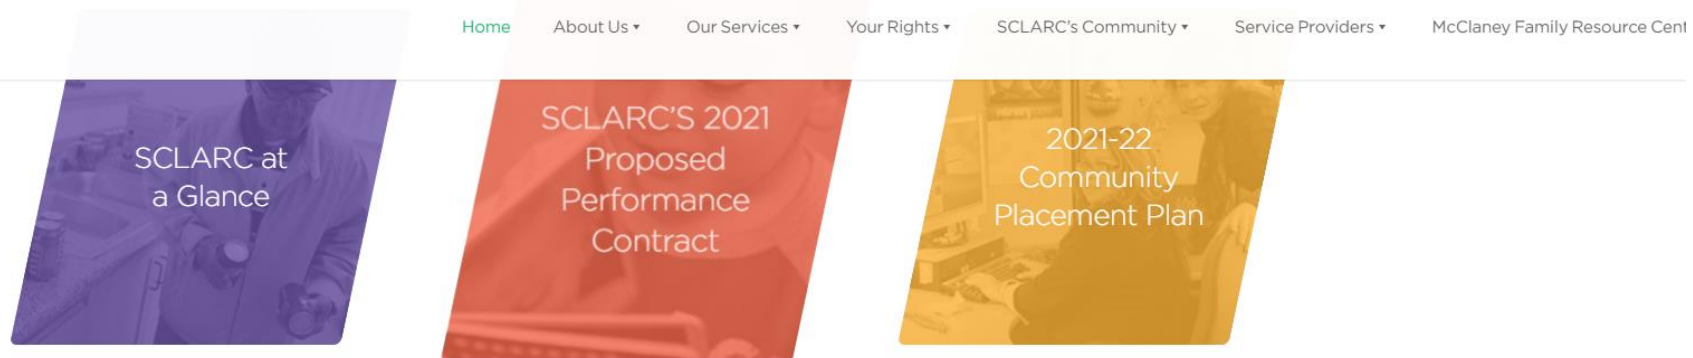 Home About Us Our Services Your Rights SCLARC's Community Service Providers McClaney Family Resource Cent
SCLARC at
a Glance
SCLARC'S 2021
Proposed
Performance
Contract
2021-22
Community
Placement Plan